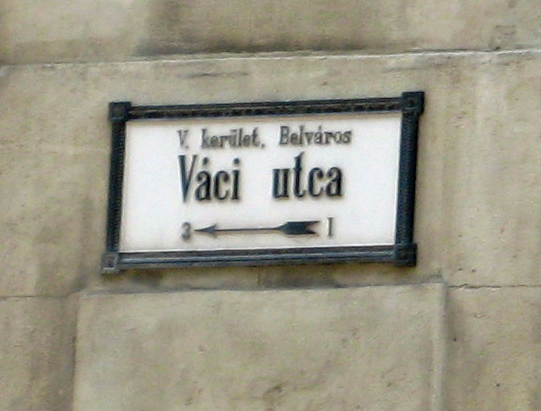 V. kerület, Belváros
Váci utca
3 1